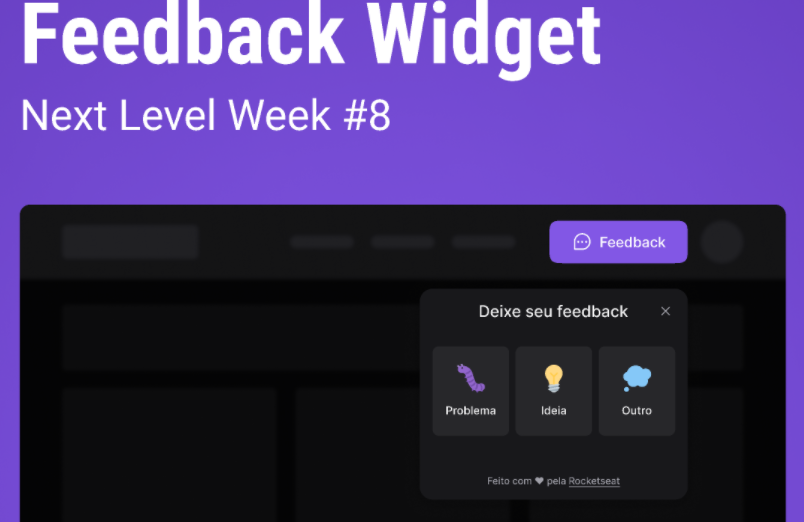 Feedback Widget
Next Level Week #8
Feedback
Deixe seu feedback
Problema
Ideia
Outro
Feito com ♥ pela Rocketseat